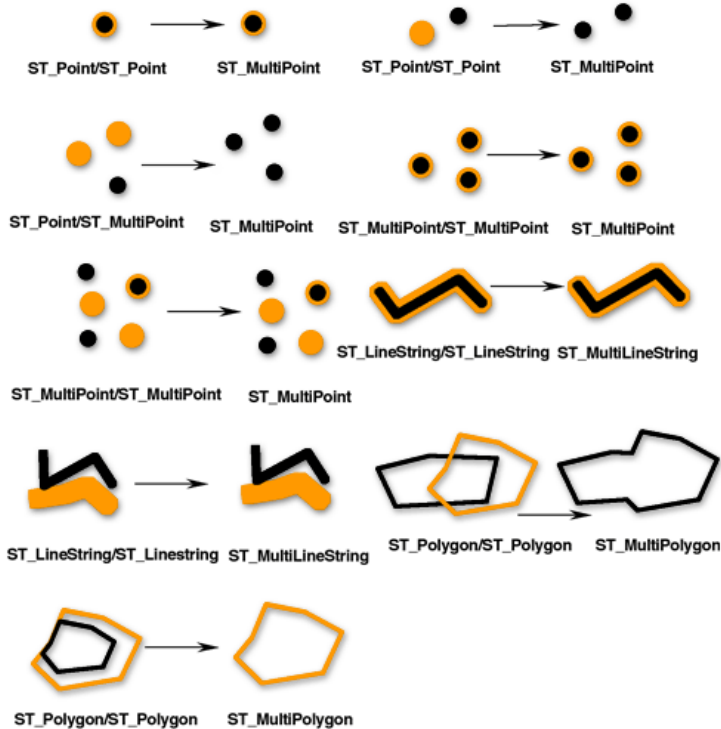 ST_Point/ST_Point
ST_MultiPoint
ST_Point/ST_Point
ST_MultiPoint
ST_Point/ST_MultiPoint
ST_MultiPoint
ST_MultiPoint/ST_MultiPoint
ST_MultiPoint
ST_MultiPoint/ST_MultiPoint
ST_MultiPoint
ST_LineString/ST_LineString
ST_MultiLineString
ST_LineString/ST_Linestring
ST_MultiLineString
ST_Polygon/ST_Polygon
ST_MultiPolygon
ST_Polygon/ST_Polygon
ST_MultiPolygon